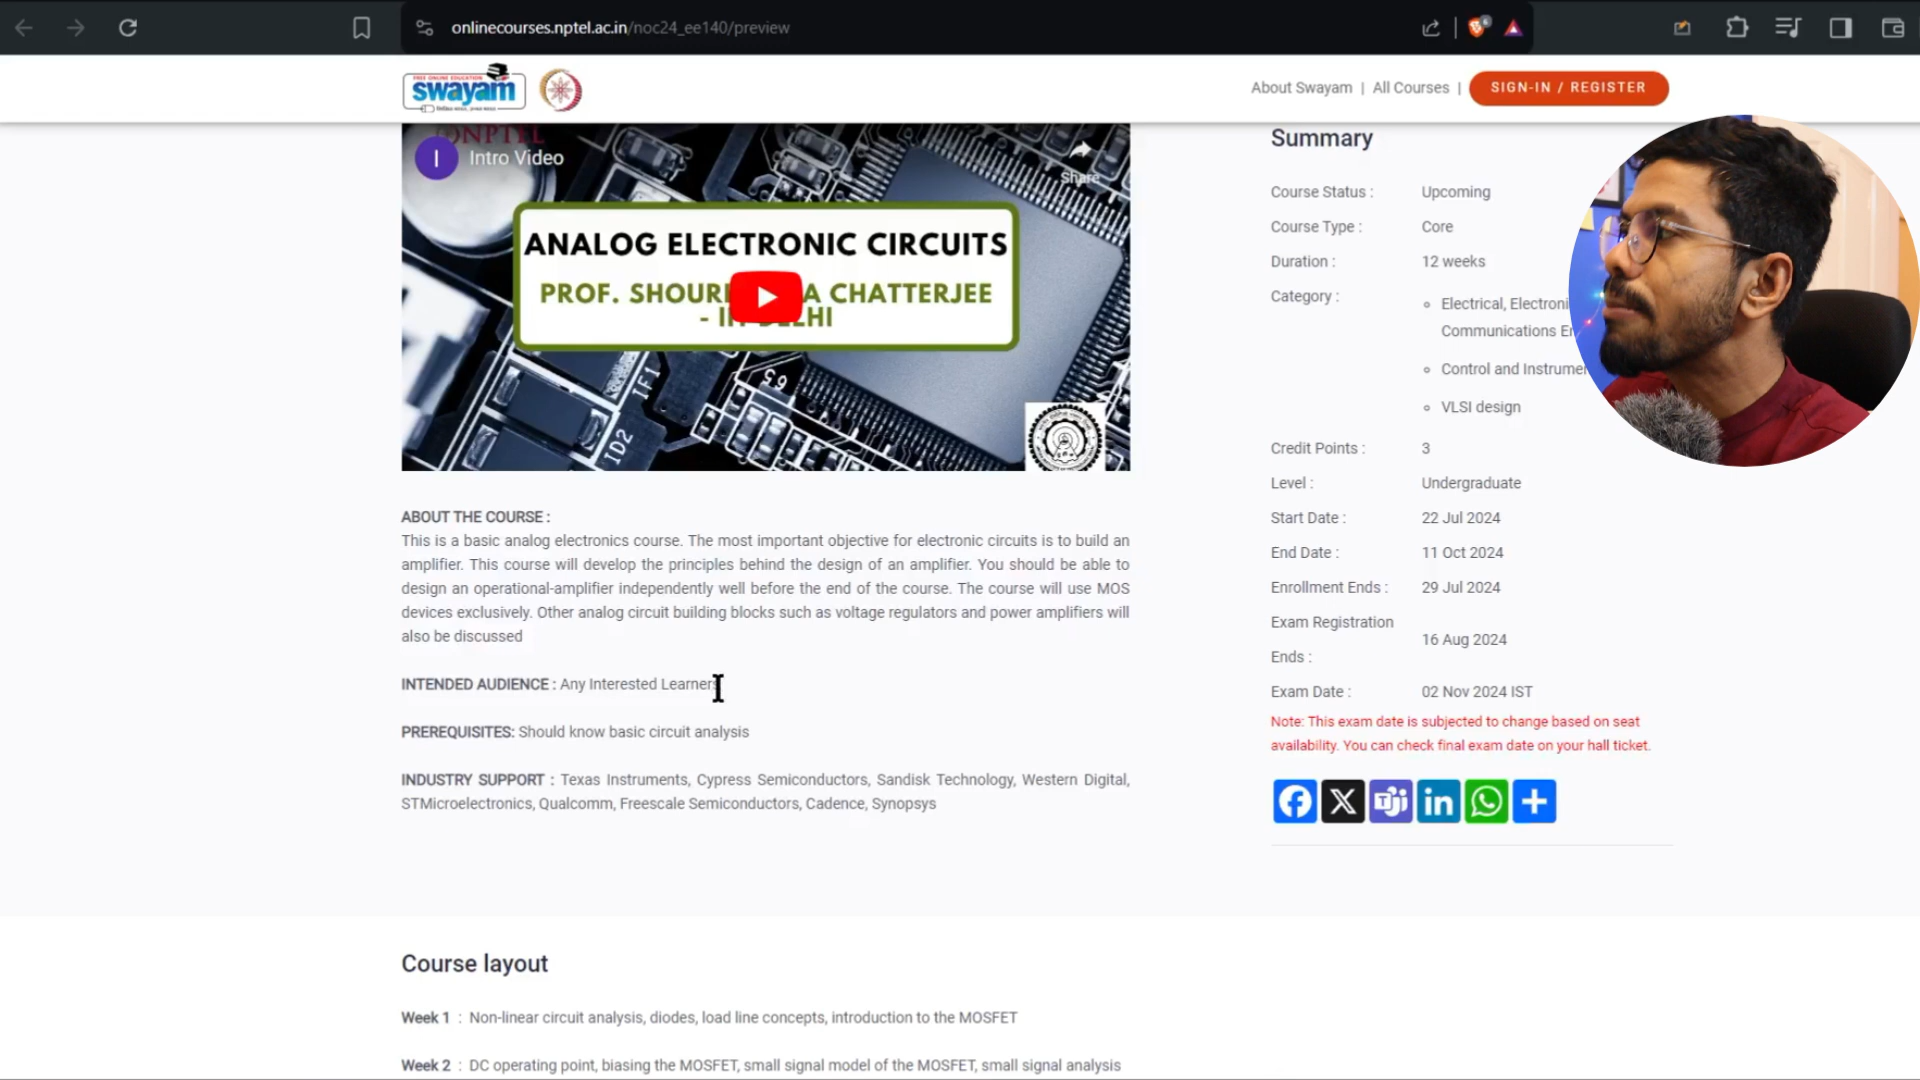 onlinecourses.nptel.ac.in/noc24_ee140/preview
FREE ONLINE EDUCATION
swayam
About Swayam | All Courses |
SIGN-IN / REGISTER
NPTEL
I
Intro Video
Share
ANALOG ELECTRONIC CIRCUITS
PROF. SHOURI A CHATTERJEE
IF1
65
ID2
Summary
Course Status : Upcoming
Course Type : Core
Duration : 12 weeks
Category :
Electrical, Electroni
Communications En
Control and Instrumen
VLSI design
Credit Points : 3
Level : Undergraduate
Start Date : 22 Jul 2024
End Date : 11 Oct 2024
Enrollment Ends : 29 Jul 2024
Exam Registration
Ends :
16 Aug 2024
Exam Date : 02 Nov 2024 IST
Note: This exam date is subjected to change based on seat
availability. You can check final exam date on your hall ticket.
ABOUT THE COURSE :
This is a basic analog electronics course. The most important objective for electronic circuits is to build an
amplifier. This course will develop the principles behind the design of an amplifier. You should be able to
design an operational-amplifier independently well before the end of the course. The course will use MOS
devices exclusively. Other analog circuit building blocks such as voltage regulators and power amplifiers will
also be discussed
INTENDED AUDIENCE : Any Interested Learners
PREREQUISITES: Should know basic circuit analysis
INDUSTRY SUPPORT : Texas Instruments, Cypress Semiconductors, Sandisk Technology, Western Digital,
STMicroelectronics, Qualcomm, Freescale Semiconductors, Cadence, Synopsys
Course layout
Week 1 : Non-linear circuit analysis, diodes, load line concepts, introduction to the MOSFET
Week 2 : DC operating point, biasing the MOSFET, small signal model of the MOSFET, small signal analysis